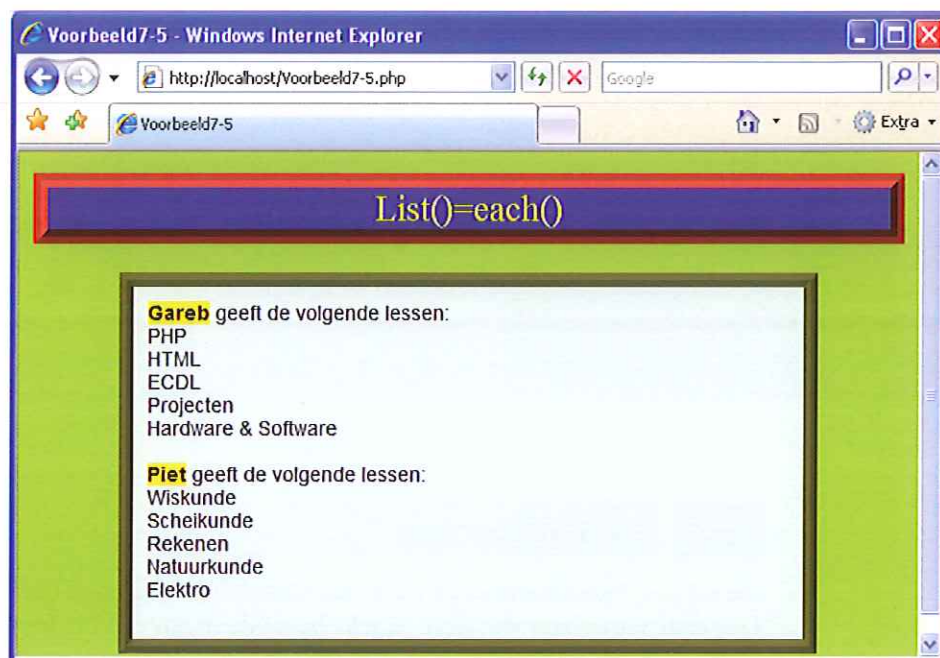 Voorbeeld7-5 - Windows Internet Explorer
http://localhost/Voorbeeld7-5.php
Google
Voorbeeld7-5
Extra
List()=each()
Gareb geeft de volgende lessen:
PHP
HTML
ECDL
Projecten
Hardware & Software
Piet geeft de volgende lessen:
Wiskunde
Scheikunde
Rekenen
Natuurkunde
Elektro